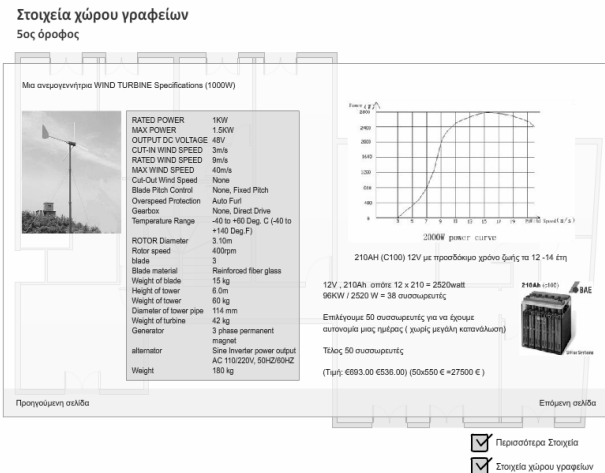 Στοιχεία χώρου γραφείων
5ος όροφος
Μια ανεμογεννήτρια WIND TURBINE Specifications (1000W)
RATED POWER 1KW
MAX POWER 1.5KW
OUTPUT DC VOLTAGE 48V
CUT-IN WIND SPEED 3m/s
RATED WIND SPEED 9m/s
MAX WIND SPEED 40m/s
Cut-Out Wind Speed None
Blade Pitch Control None, Fixed Pitch
Overspeed Protection Auto Furl
Gearbox None, Direct Drive
Temperature Range -40 to +60 Deg. C (-40 to
+140 Deg.F)
ROTOR Diameter 3.10m
Rotor speed 400rpm
blade 3
Blade material Reinforced fiber glass
Weight of blade 15 kg
Height of tower 6.0m
Weight of tower 60 kg
Diameter of tower pipe 114 mm
Weight of turbine 42 kg
Generator 3 phase permanent
magnet
alternator Sine Inverter power output
AC 110/220V, 50HZ/60HZ
Weight 180 kg
2000W power curve
210AH (C100) 12V με προσδόκιμο χρόνο ζωής τα 12 -14 έτη
12V , 210Ah οπότε 12 x 210 = 2520watt
96KW / 2520 W = 38 συσσωρευτές
Επιλέγουμε 50 συσσωρευτές για να έχουμε
αυτονομία μιας ημέρας ( χωρίς μεγάλη κατανάλωση)
Τέλος 50 συσσωρευτές
(Τιμή: €693.00 €536.00) (50x550 € =27500 € )
210Ah (c100)
BAE
Προηγούμενη σελίδα
Επόμενη σελίδα
Περισσότερα Στοιχεία
Στοιχεία χώρου γραφείων